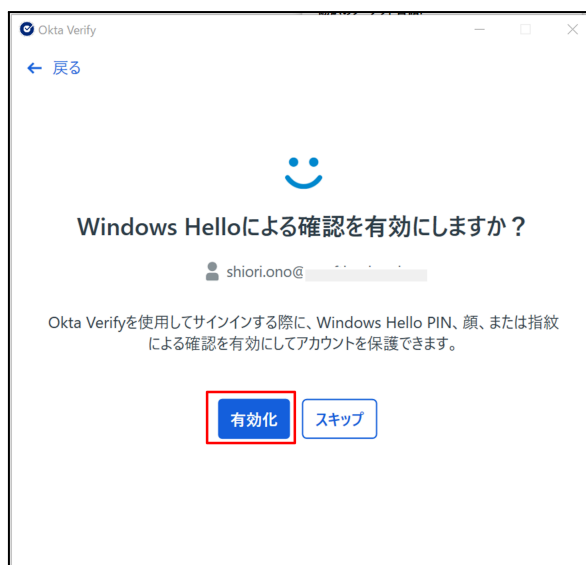 Okta Verify
← 戻る
Windows Helloによる確認を有効にしますか？
shiori.ono@
Okta Verifyを使用してサインインする際に、Windows Hello PIN、顔、または指紋
による確認を有効にしてアカウントを保護できます。
有効化 スキップ